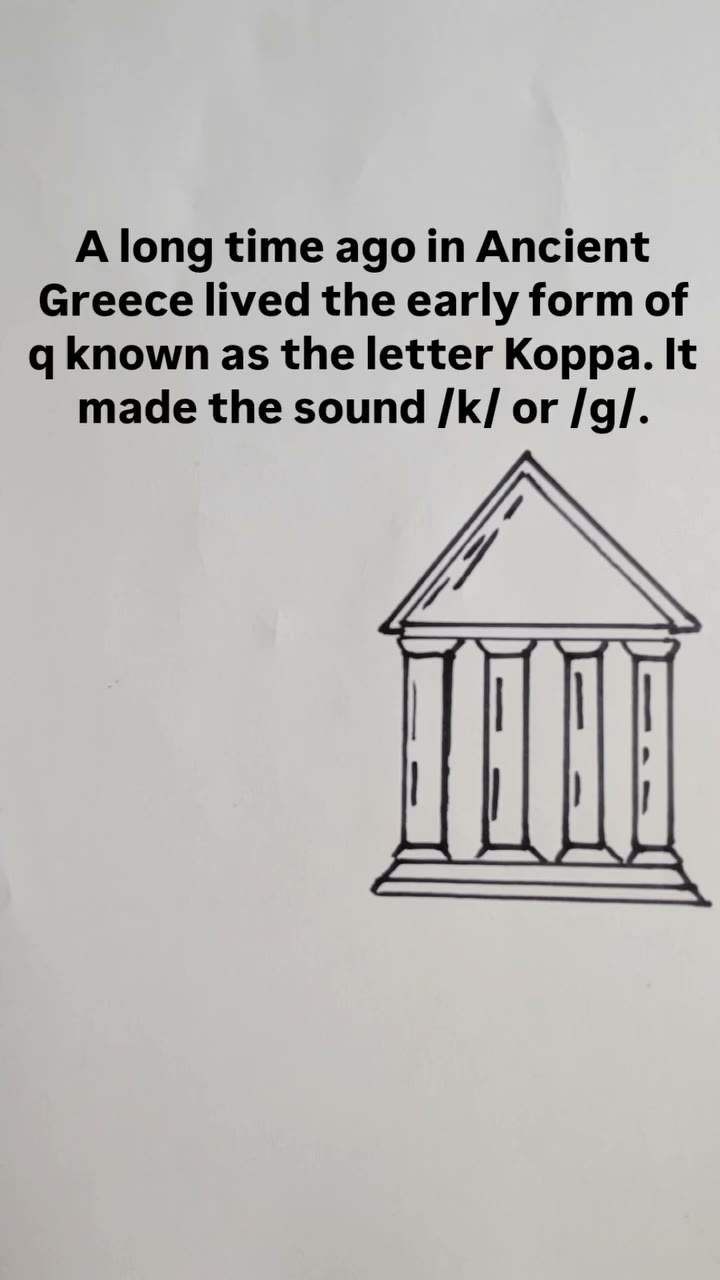 A long time ago in Ancient
Greece lived the early form of
q known as the letter Koppa. It
made the sound /k/ or /g/.